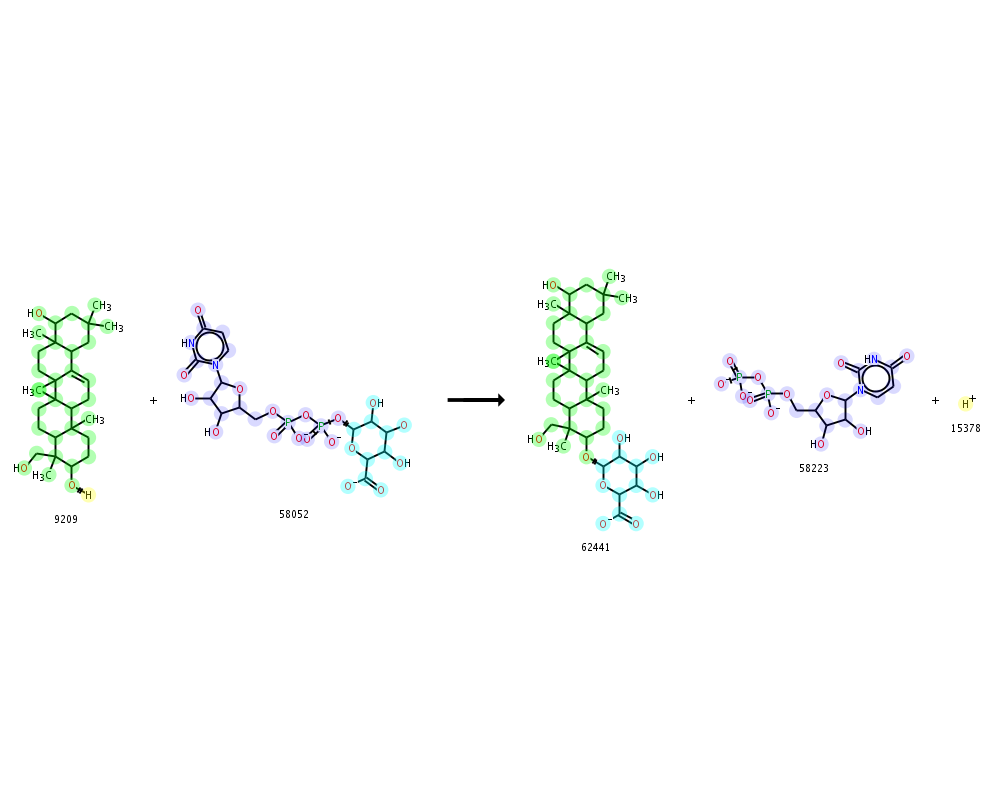 HO CH3
CH3
H3C
H3C
CH3
HO
H3C
O
H
9209
+
O
HN
O
N
HO
O
HO
O
P
O
O
O
P
O
O-
O
OH
O
O
OH
O-
O
58052
HO CH3
CH3
H3C
H3C
CH3
HO
H3C
O
OH
O
OH
OH
O-
O
62441
+
O
O
P
O
O-
O
P
O-
O
O
HO
OH
N
O
HN
O
58223
+
H+
15378